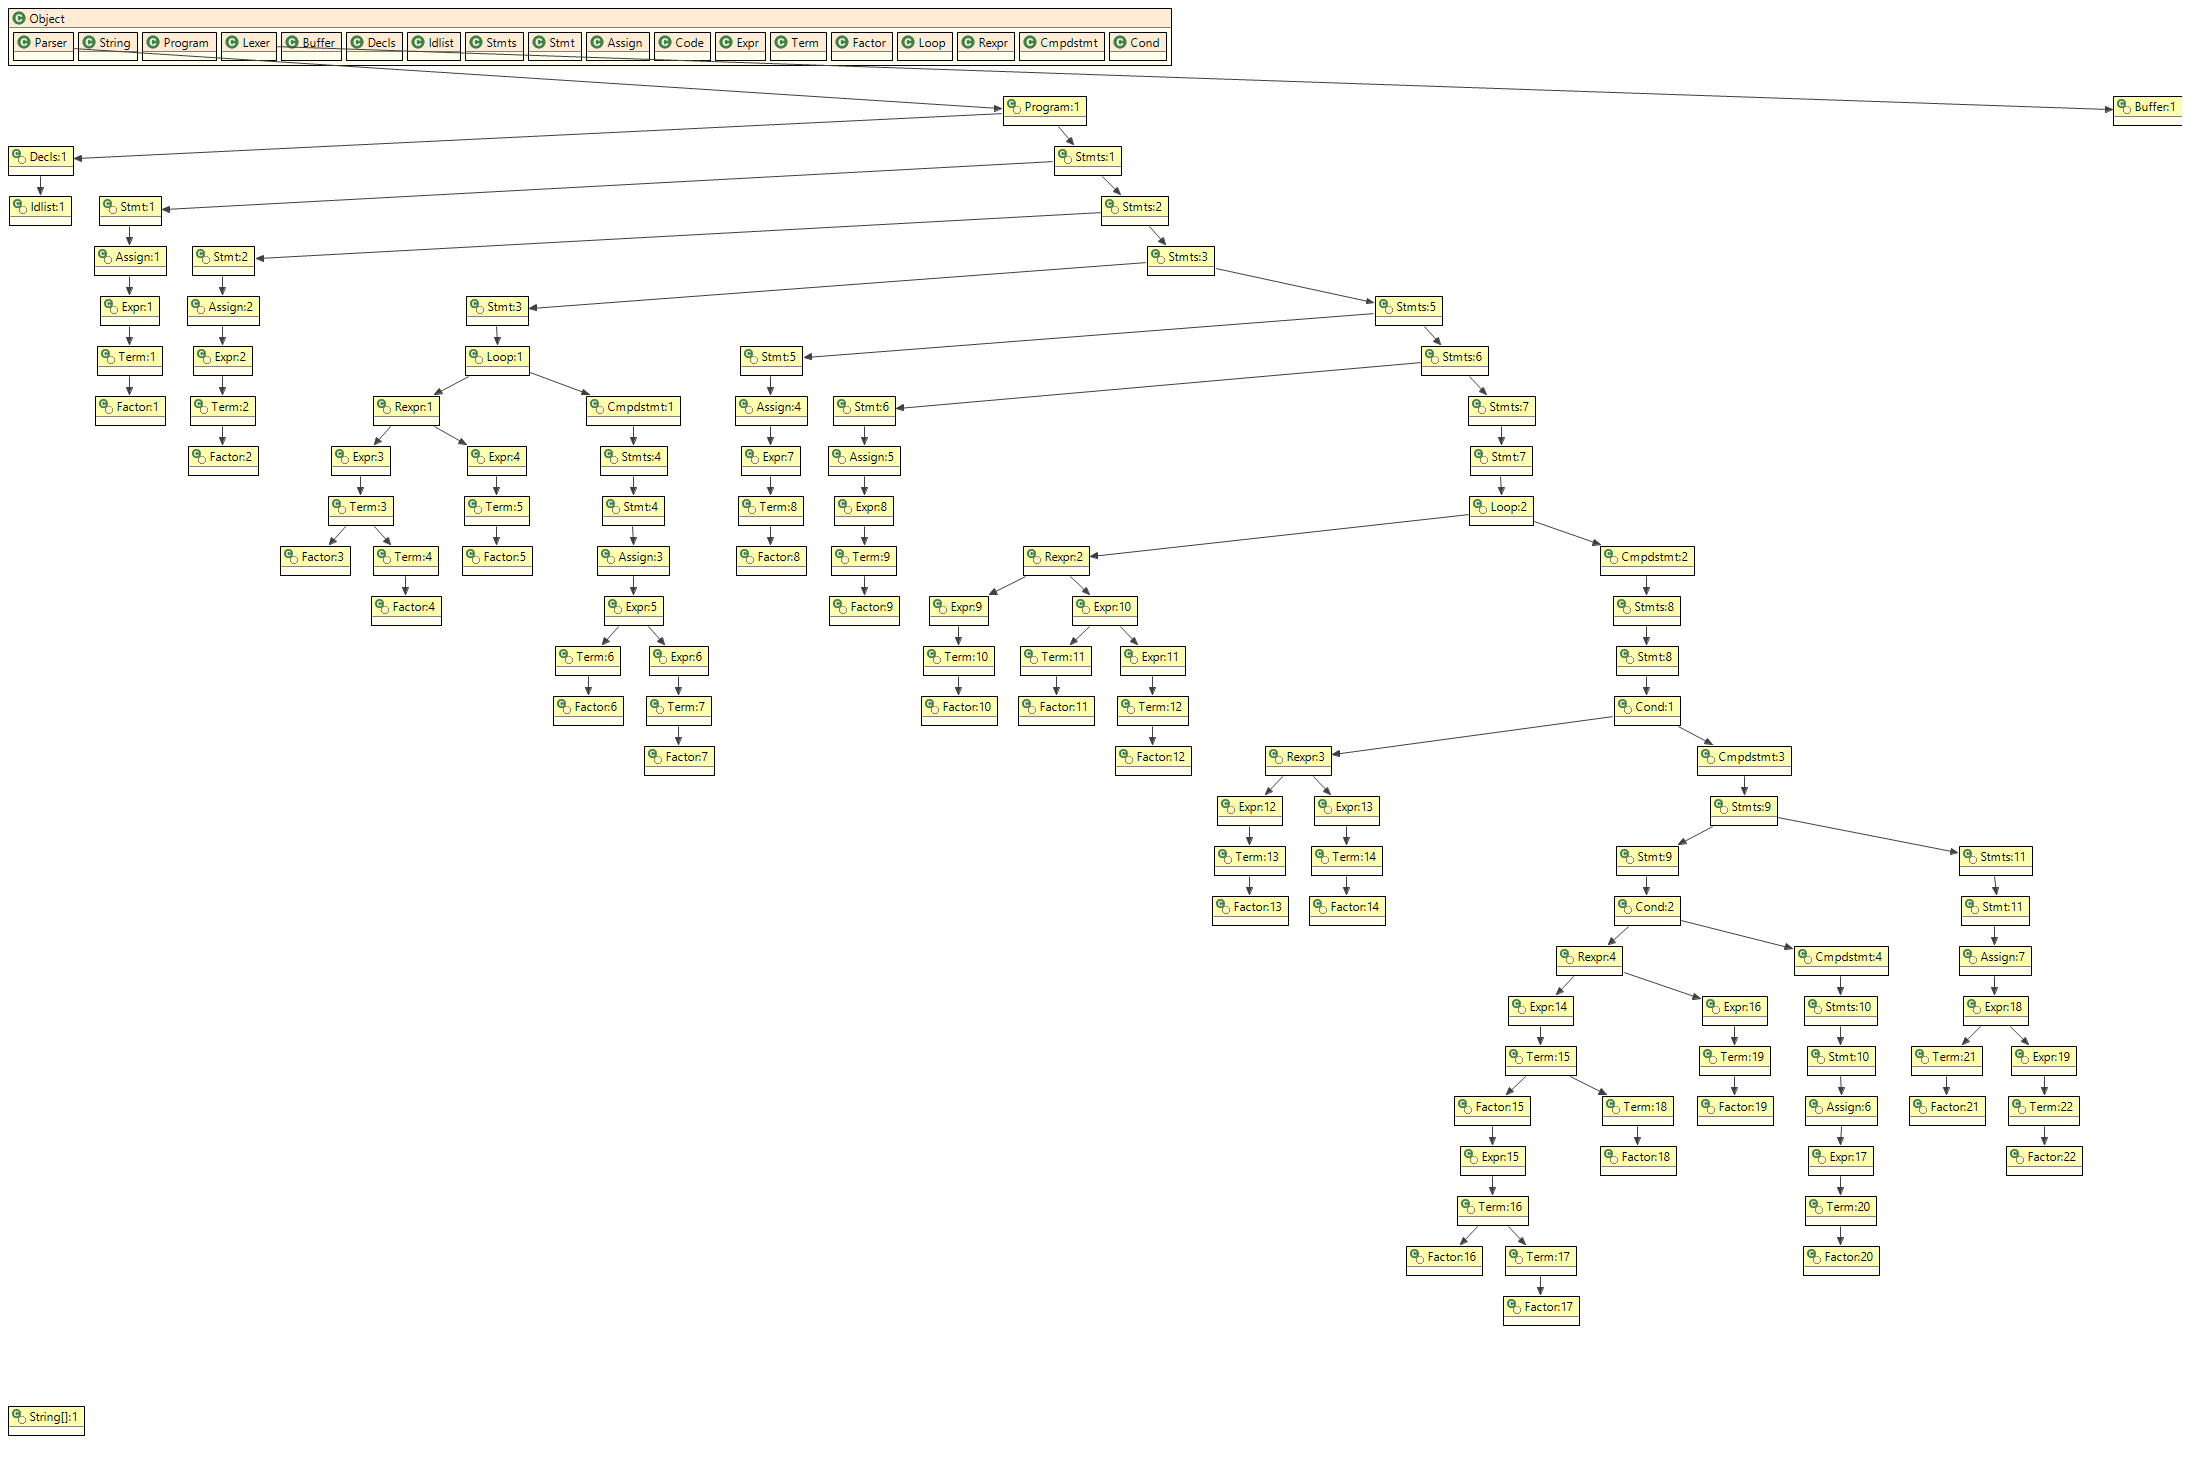 Object
Parser String Program Lexer Buffer Decls Idlist Stmts Stmt Assign Code Expr Term Factor Loop Rexpr Cmpdstmt Cond
Program:1 Buffer:1
Decls:1 Stmts:1
Idlist:1 Stmt:1 Stmts:2
Assign:1 Stmt:2 Stmts:3
Expr:1 Assign:2 Stmt:3 Stmts:5
Term:1 Expr:2 Loop:1 Stmt:5 Stmts:6
Factor:1 Term:2 Rexpr:1 Cmpdstmt:1 Assign:4 Stmt:6 Stmts:7
Factor:2 Expr:3 Expr:4 Stmts:4 Expr:7 Assign:5 Stmt:7
Term:3 Term:5 Stmt:4 Term:8 Expr:8 Loop:2
Factor:3 Term:4 Factor:5 Assign:3 Factor:8 Term:9 Rexpr:2 Cmpdstmt:2
Factor:4 Expr:5 Factor:9 Expr:9 Expr:10 Stmts:8
Term:6 Expr:6 Term:10 Term:11 Expr:11 Stmt:8
Factor:6 Term:7 Factor:10 Factor:11 Term:12 Cond:1
Factor:7 Factor:12 Rexpr:3 Cmpdstmt:3
Expr:12 Expr:13 Stmts:9
Term:13 Term:14 Stmt:9 Stmts:11
Factor:13 Factor:14 Cond:2 Stmt:11
Rexpr:4 Cmpdstmt:4 Assign:7
Expr:14 Expr:16 Stmts:10 Expr:18
Term:15 Term:19 Stmt:10 Term:21 Expr:19
Factor:15 Term:18 Factor:19 Assign:6 Factor:21 Term:22
Expr:15 Factor:18 Expr:17 Factor:22
Term:16 Term:20
Factor:16 Term:17 Factor:20
Factor:17
String[]:1